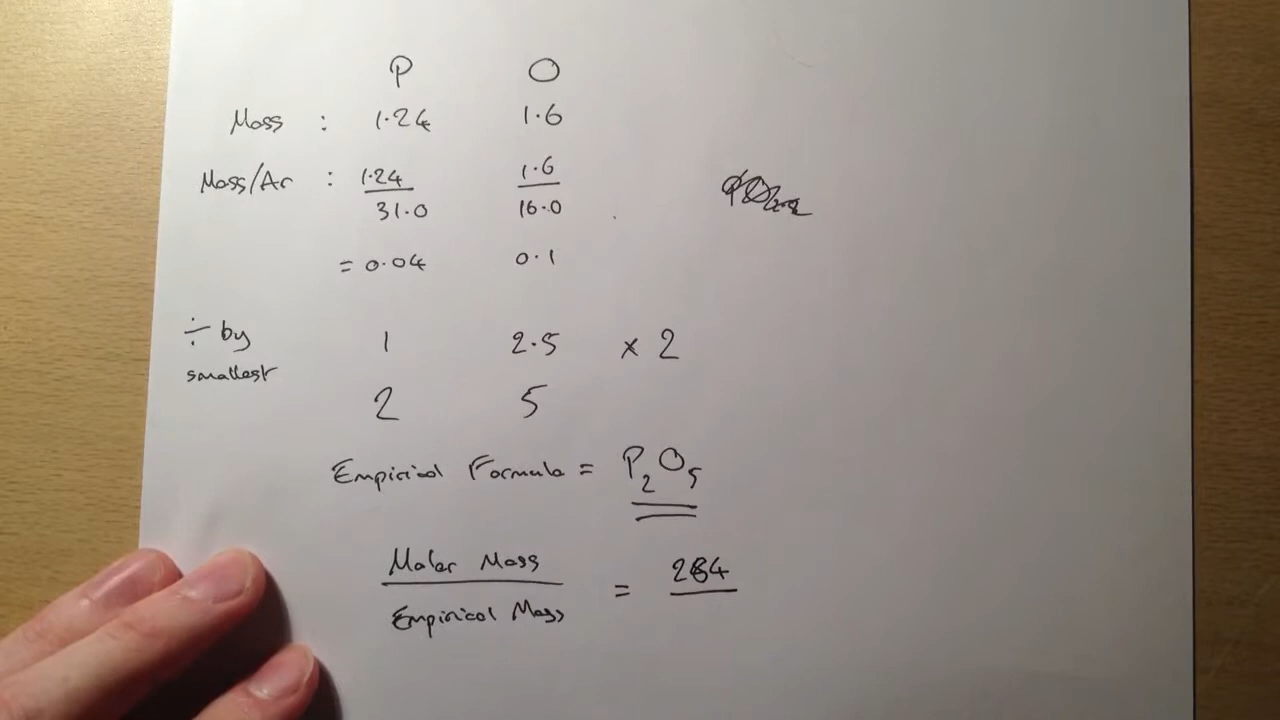 P O
Mass : 1.24 1.6
Mass/Ar : 1.24 1.6
31.0 16.0
= 0.04 0.1
÷ by 1 2.5 x 2
smallest
2 5
Empirical Formula = P₂O₅
Molar Mass = 284
Empirical Mass